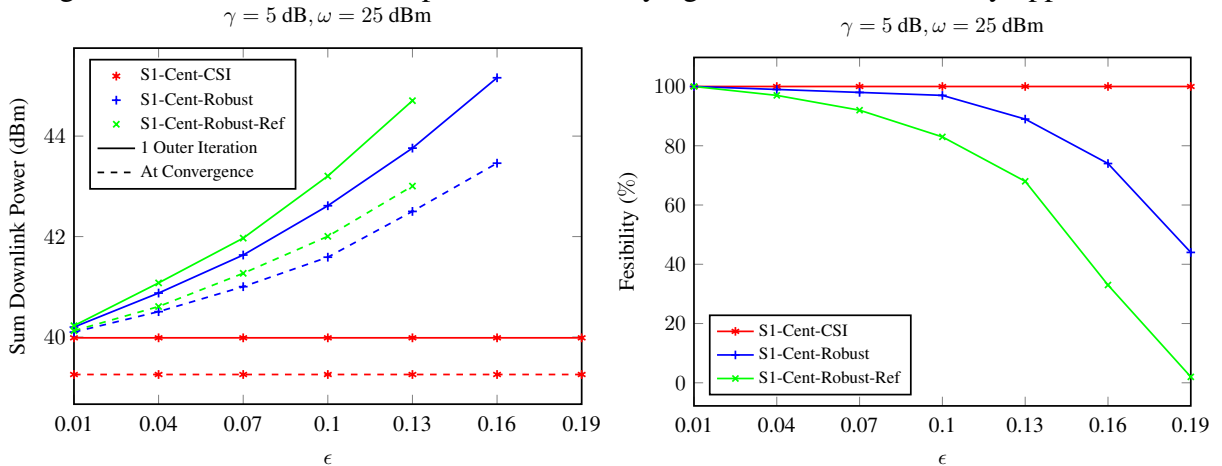 γ = 5 dB, ω = 25 dBm
S1-Cent-CSI
S1-Cent-Robust
S1-Cent-Robust-Ref
1 Outer Iteration
At Convergence
Sum Downlink Power (dBm)
44
42
40
0.01 0.04 0.07 0.1 0.13 0.16 0.19
ϵ
γ = 5 dB, ω = 25 dBm
Fesibility (%)
100
80
60
40
20
0
S1-Cent-CSI
S1-Cent-Robust
S1-Cent-Robust-Ref
0.01 0.04 0.07 0.1 0.13 0.16 0.19
ϵ